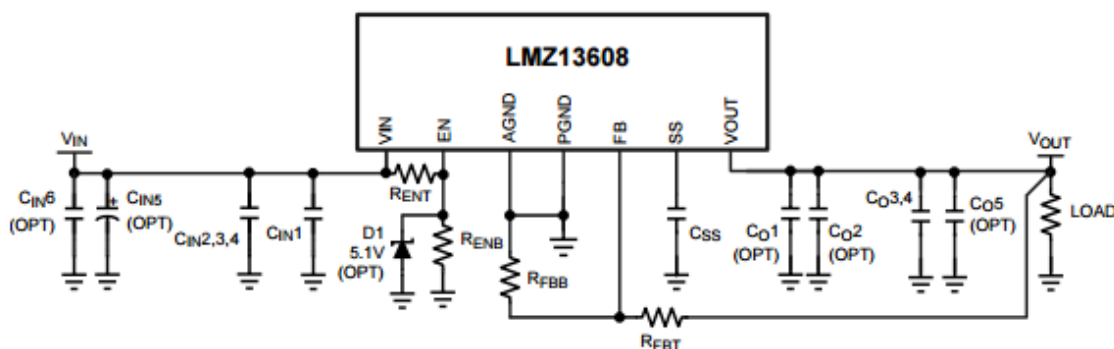 LMZ13608
VIN
EN
AGND
PGND
FB
SS
VOUT
VIN
VOUT
RENT
CIN6
(OPT)
CIN5
(OPT)
+
CIN2,3,4
CIN1
D1
5.1V
(OPT)
RENB
RFBB
CSS
CO1
(OPT)
CO2
(OPT)
CO3,4
CO5
(OPT)
LOAD
RFBT